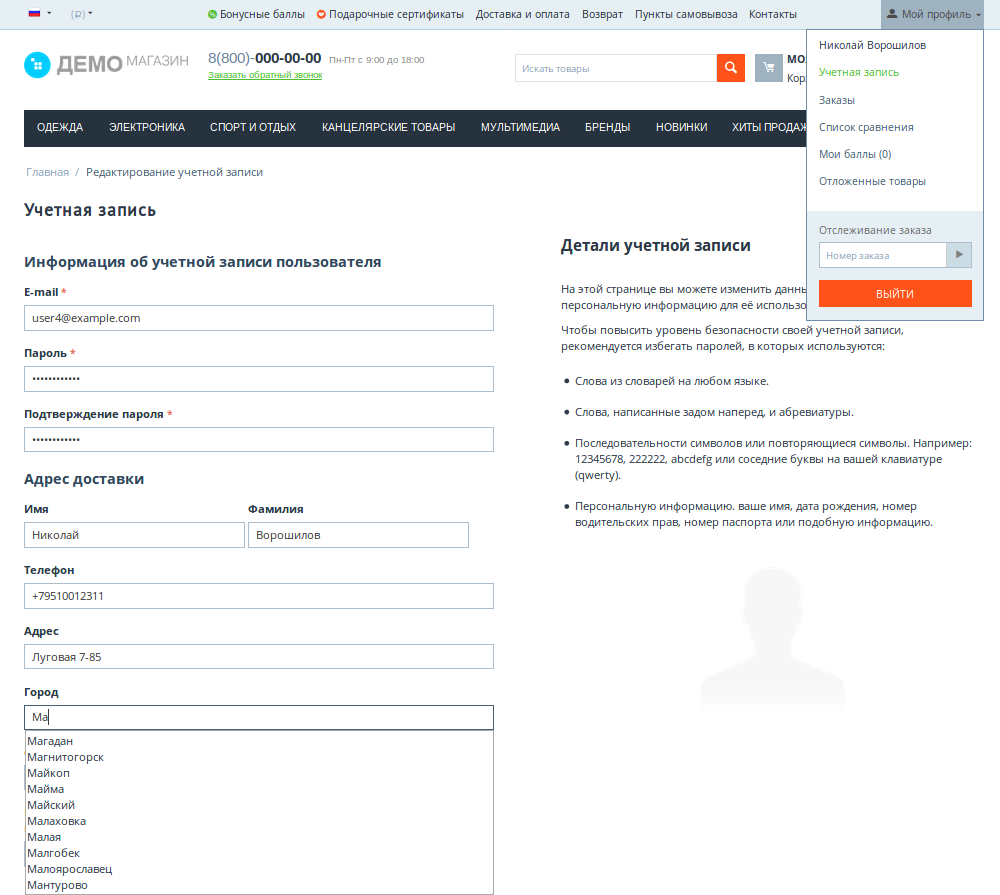 (₽)
Бонусные баллы
Подарочные сертификаты
Доставка и оплата
Возврат
Пункты самовывоза
Контакты
Мой профиль
ДЕМО МАГАЗИН
8(800)-000-00-00 Пн-Пт с 9:00 до 18:00
Заказать обратный звонок
Искать товары
Николай Ворошилов
Учетная запись
Заказы
Список сравнения
Мои баллы (0)
Отложенные товары
Отслеживание заказа
Номер заказа
ВЫЙТИ
ОДЕЖДА
ЭЛЕКТРОНИКА
СПОРТ И ОТДЫХ
КАНЦЕЛЯРСКИЕ ТОВАРЫ
МУЛЬТИМЕДИА
БРЕНДЫ
НОВИНКИ
ХИТЫ ПРОДАЖ
Главная / Редактирование учетной записи
Учетная запись
Информация об учетной записи пользователя
E-mail *
user4@example.com
Пароль *
••••••••••••
Подтверждение пароля *
••••••••••••
Адрес доставки
Имя
Фамилия
Николай
Ворошилов
Телефон
+79510012311
Адрес
Луговая 7-85
Город
Ма
Магадан
Магнитогорск
Майкоп
Майма
Майский
Малаховка
Малая
Малгобек
Малоярославец
Мантурово
Детали учетной записи
На этой странице вы можете изменить
персональную информацию для её
Чтобы повысить уровень безопасности своей учетной записи,
рекомендуется избегать паролей, в которых используются:
• Слова из словарей на любом языке.
• Слова, написанные задом наперед, и абревиатуры.
• Последовательности символов или повторяющиеся символы. Например:
12345678, 222222, abcdefg или соседние буквы на вашей клавиатуре
(qwerty).
• Персональную информацию. ваше имя, дата рождения, номер
водительских прав, номер паспорта или подобную информацию.